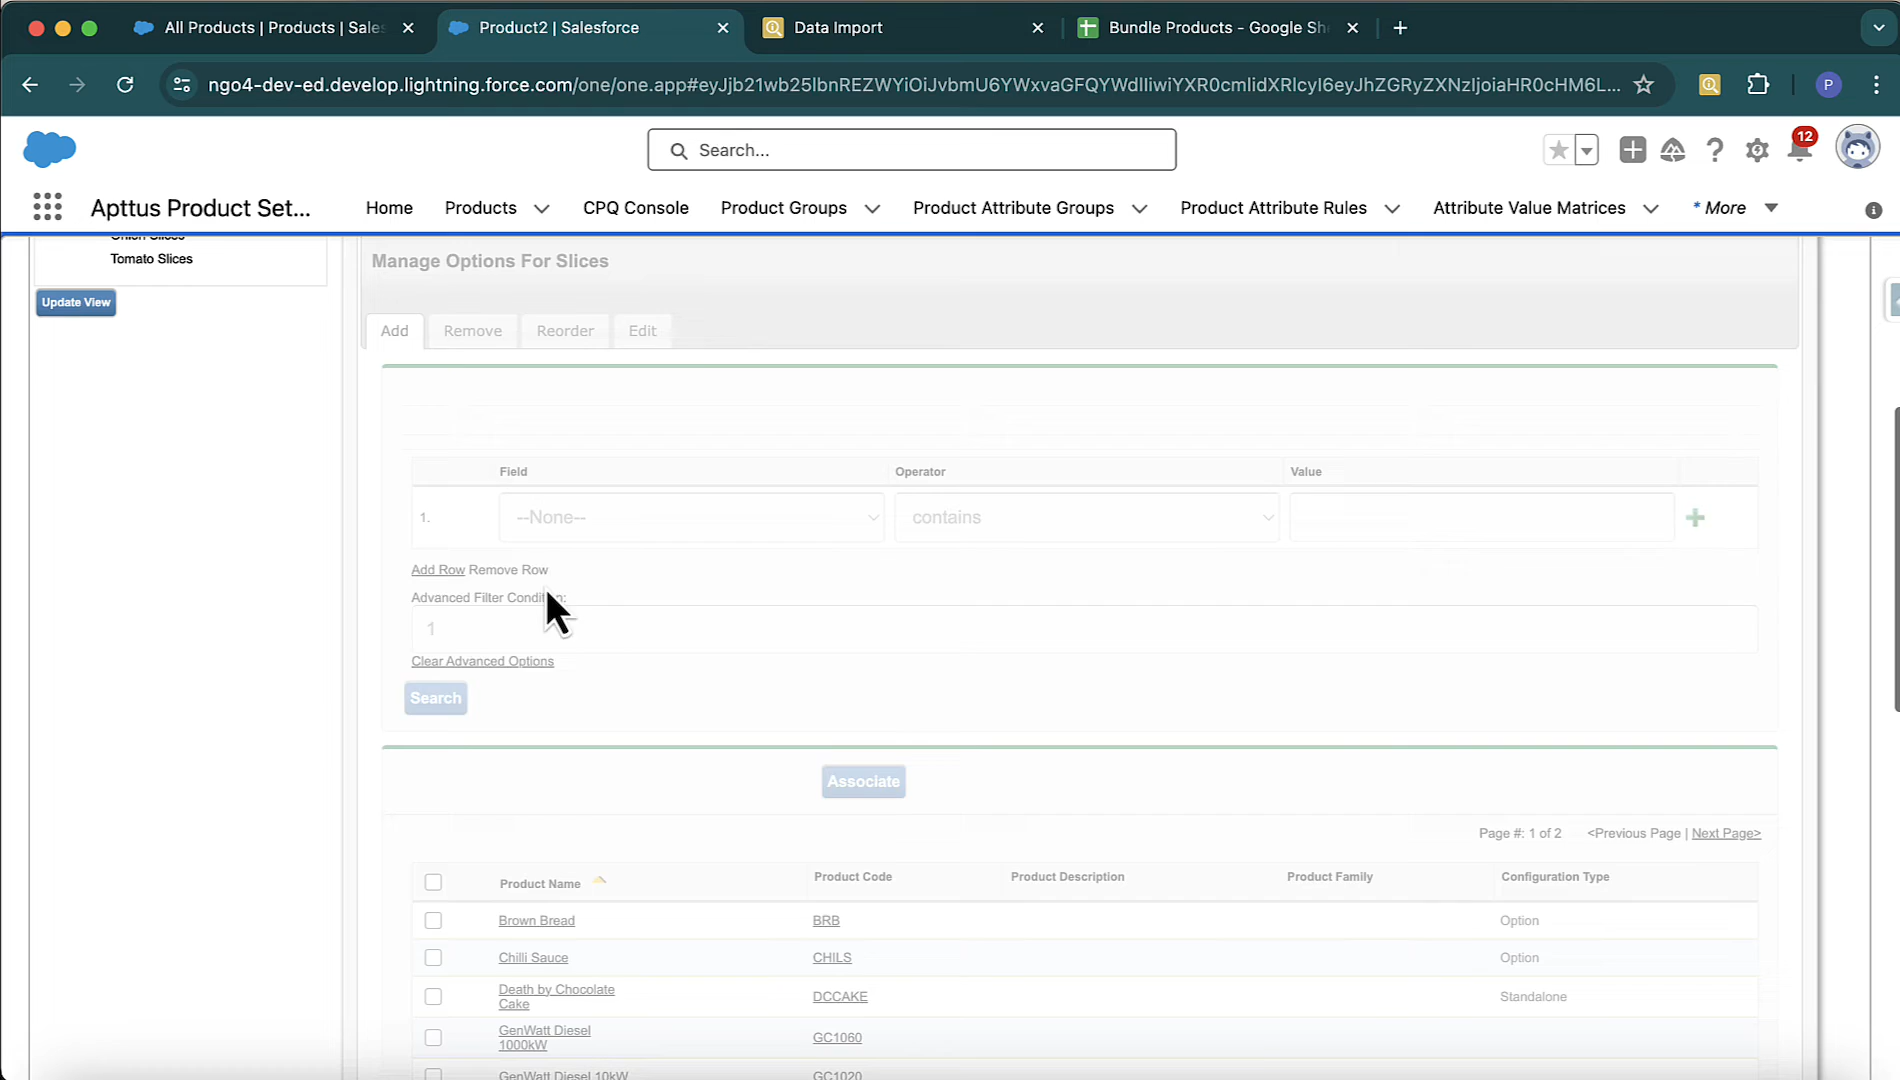 All Products | Products | Sales
Product2 | Salesforce
Data Import
Bundle Products - Google She
ngo4-dev-ed.develop.lightning.force.com/one/one.app#eyJjb21wb25lbnREZWYiOiJvbmU6YWxvaGFQYWdlIiwiYXR0cmlidXRlcyI6eyJhZGRyZXNzIjoiaHR0cHM6L...
P
Search...
12
Apttus Product Set...
Home
Products
CPQ Console
Product Groups
Product Attribute Groups
Product Attribute Rules
Attribute Value Matrices
* More
Onion Slices
Tomato Slices
Update View
Manage Options For Slices
Add
Remove
Reorder
Edit
Field
Operator
Value
1.
--None--
contains
Add Row Remove Row
Advanced Filter Condition:
1
Clear Advanced Options
Search
Associate
Page #: 1 of 2
<Previous Page | Next Page>
Product Name
Product Code
Product Description
Product Family
Configuration Type
Brown Bread
BRB
Option
Chilli Sauce
CHILS
Option
Death by Chocolate
Cake
DCCAKE
Standalone
GenWatt Diesel
1000kW
GC1060
GenWatt Diesel 10kW
GC1020